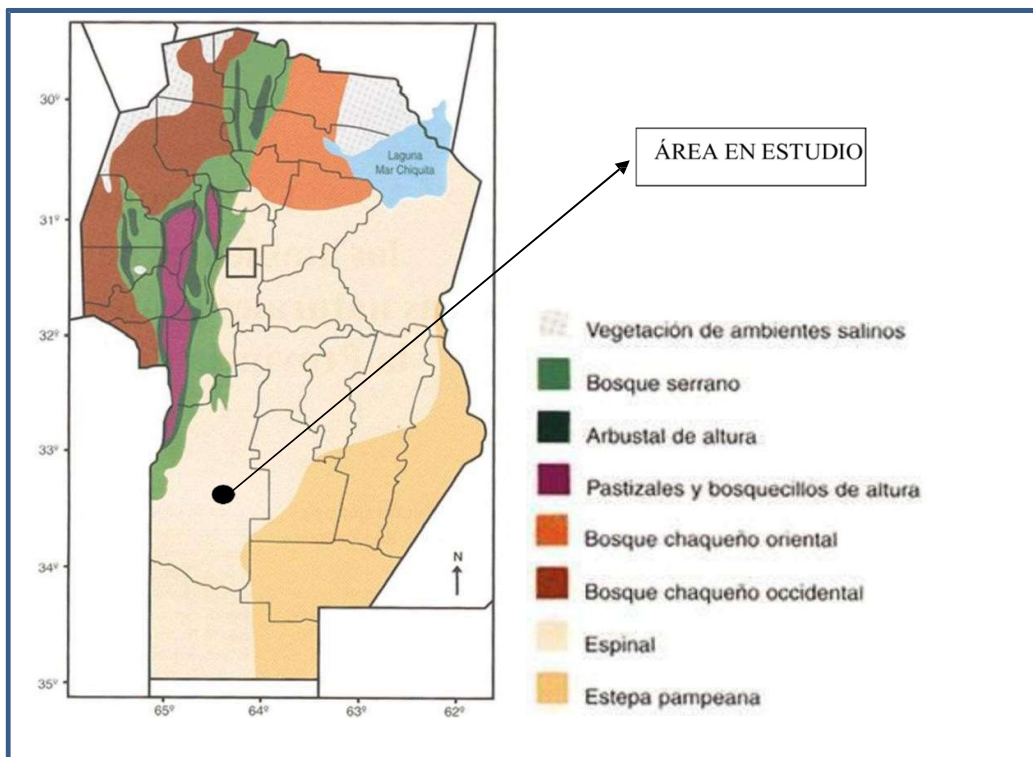 30º
31º
32º
33º
34º
35º
65º
64º
63º
62º
Laguna
Mar Chiquita
N
ÁREA EN ESTUDIO
Vegetación de ambientes salinos
Bosque serrano
Arbustal de altura
Pastizales y bosquecillos de altura
Bosque chaqueño oriental
Bosque chaqueño occidental
Espinal
Estepa pampeana